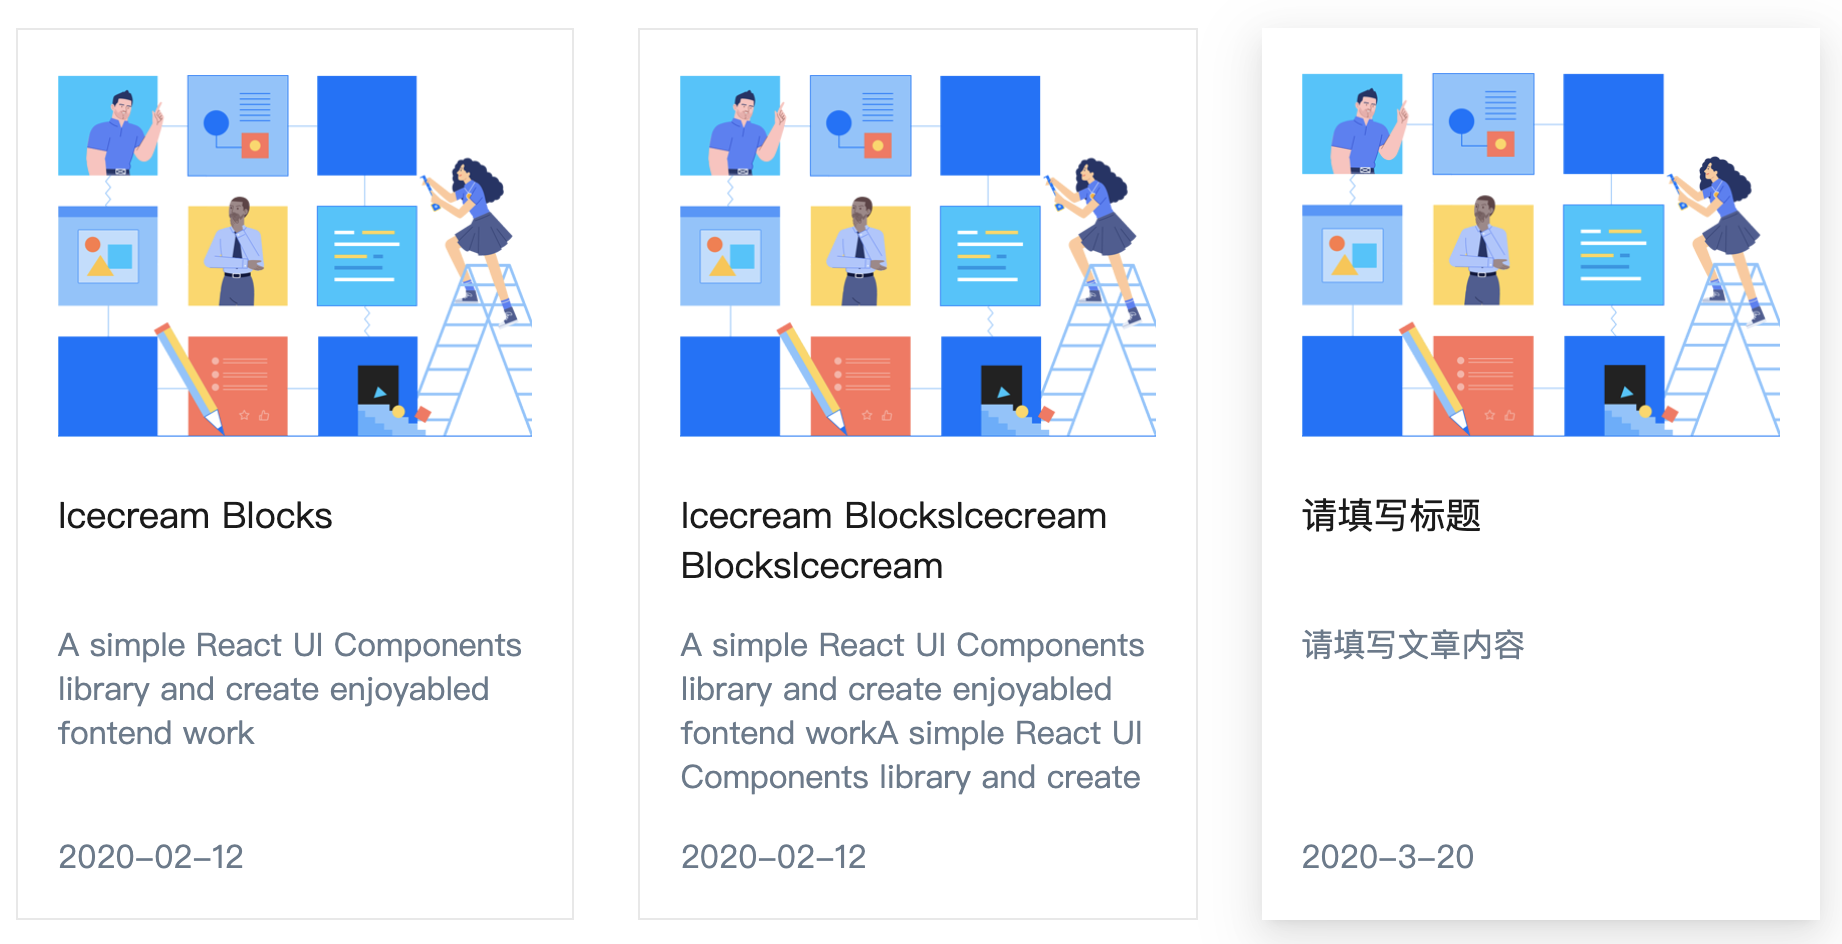 Icecream Blocks
A simple React UI Components
library and create enjoyabled
fontend work
2020-02-12
Icecream BlocksIcecream
BlocksIcecream
A simple React UI Components
library and create enjoyabled
fontend workA simple React UI
Components library and create
2020-02-12
请填写标题
请填写文章内容
2020-3-20